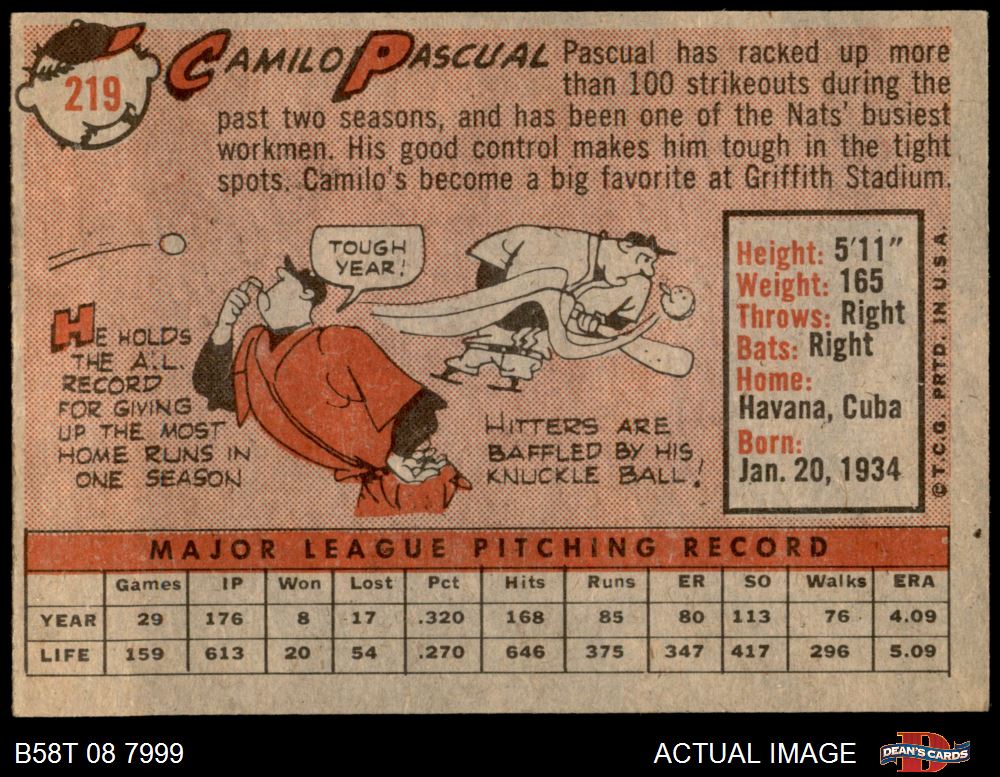 219
CAMILO PASCUAL
Pascual has racked up more
than 100 strikeouts during the
past two seasons, and has been one of the Nats' busiest
workmen. His good control makes him tough in the tight
spots. Camilo's become a big favorite at Griffith Stadium.
TOUGH
YEAR!
HE HOLDS
THE A.L.
RECORD
FOR GIVING
UP THE MOST
HOME RUNS IN
ONE SEASON
HITTERS ARE
BAFFLED BY HIS
KNUCKLE BALL!
Height: 5'11"
Weight: 165
Throws: Right
Bats: Right
Home:
Havana, Cuba
Born:
Jan. 20, 1934
© T.C.G. PRTD. IN U.S.A.
MAJOR LEAGUE PITCHING RECORD
Games IP Won Lost Pct Hits Runs ER SO Walks ERA
YEAR 29 176 8 17 .320 168 85 80 113 76 4.09
LIFE 159 613 20 54 .270 646 375 347 417 296 5.09
B58T 08 7999
ACTUAL IMAGE
D
DEAN'S CARDS